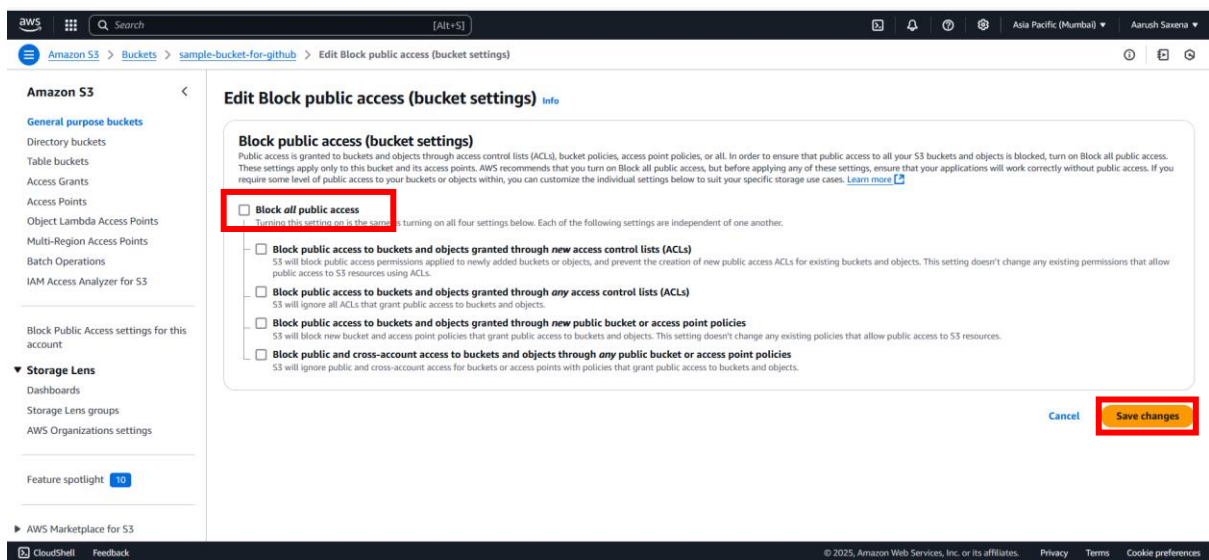 aws
Search
[Alt+S]
Asia Pacific (Mumbai) ▼
Aarush Saxena ▼
Amazon S3 > Buckets > sample-bucket-for-github > Edit Block public access (bucket settings)
Amazon S3
General purpose buckets
Directory buckets
Table buckets
Access Grants
Access Points
Object Lambda Access Points
Multi-Region Access Points
Batch Operations
IAM Access Analyzer for S3
Block Public Access settings for this
account
▼ Storage Lens
Dashboards
Storage Lens groups
AWS Organizations settings
Feature spotlight 10
▶ AWS Marketplace for S3
Edit Block public access (bucket settings) Info
Block public access (bucket settings)
Public access is granted to buckets and objects through access control lists (ACLs), bucket policies, access point policies, or all. In order to ensure that public access to all your S3 buckets and objects is blocked, turn on Block all public access.
These settings apply only to this bucket and its access points. AWS recommends that you turn on Block all public access, but before applying any of these settings, ensure that your applications will work correctly without public access. If you
require some level of public access to your buckets or objects within, you can customize the individual settings below to suit your specific storage use cases. Learn more
Block all public access
Turning this setting on is the same as turning on all four settings below. Each of the following settings are independent of one another.
Block public access to buckets and objects granted through new access control lists (ACLs)
S3 will block public access permissions applied to newly added buckets or objects, and prevent the creation of new public access ACLs for existing buckets and objects. This setting doesn't change any existing permissions that allow
public access to S3 resources using ACLs.
Block public access to buckets and objects granted through any access control lists (ACLs)
S3 will ignore all ACLs that grant public access to buckets and objects.
Block public access to buckets and objects granted through new public bucket or access point policies
S3 will block new bucket and access point policies that grant public access to buckets and objects. This setting doesn't change any existing policies that allow public access to S3 resources.
Block public and cross-account access to buckets and objects through any public bucket or access point policies
S3 will ignore public and cross-account access for buckets or access points with policies that grant public access to buckets and objects.
Cancel
Save changes
CloudShell Feedback
© 2025, Amazon Web Services, Inc. or its affiliates. Privacy Terms Cookie preferences